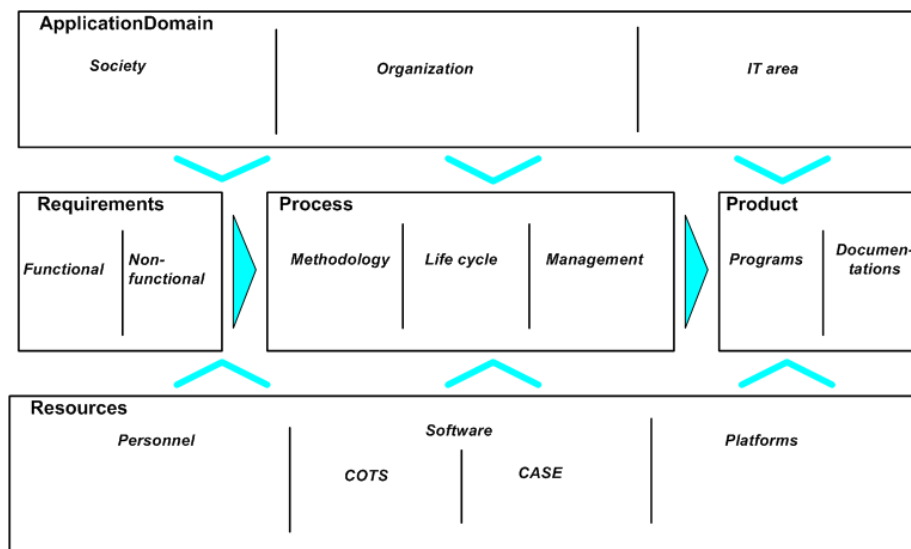 ApplicationDomain
Society
Organization
IT area
Requirements
Functional
Non-
functional
Process
Methodology
Life cycle
Management
Product
Programs
Documen-
tations
Resources
Personnel
Software
COTS
CASE
Platforms